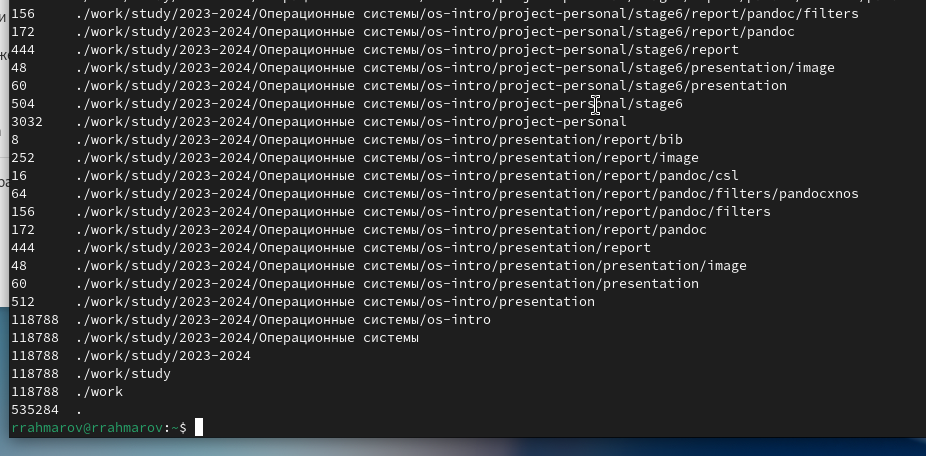 156 ./work/study/2023-2024/Операционные системы/os-intro/project-personal/stage6/report/pandoc/filters
172 ./work/study/2023-2024/Операционные системы/os-intro/project-personal/stage6/report/pandoc
444 ./work/study/2023-2024/Операционные системы/os-intro/project-personal/stage6/report
48 ./work/study/2023-2024/Операционные системы/os-intro/project-personal/stage6/presentation/image
60 ./work/study/2023-2024/Операционные системы/os-intro/project-personal/stage6/presentation
504 ./work/study/2023-2024/Операционные системы/os-intro/project-personal/stage6
3032 ./work/study/2023-2024/Операционные системы/os-intro/project-personal
8 ./work/study/2023-2024/Операционные системы/os-intro/presentation/report/bib
252 ./work/study/2023-2024/Операционные системы/os-intro/presentation/report/image
16 ./work/study/2023-2024/Операционные системы/os-intro/presentation/report/pandoc/csl
64 ./work/study/2023-2024/Операционные системы/os-intro/presentation/report/pandoc/filters/pandocxnos
156 ./work/study/2023-2024/Операционные системы/os-intro/presentation/report/pandoc/filters
172 ./work/study/2023-2024/Операционные системы/os-intro/presentation/report/pandoc
444 ./work/study/2023-2024/Операционные системы/os-intro/presentation/report
48 ./work/study/2023-2024/Операционные системы/os-intro/presentation/presentation/image
60 ./work/study/2023-2024/Операционные системы/os-intro/presentation/presentation
512 ./work/study/2023-2024/Операционные системы/os-intro/presentation
118788 ./work/study/2023-2024/Операционные системы/os-intro
118788 ./work/study/2023-2024/Операционные системы
118788 ./work/study/2023-2024
118788 ./work/study
118788 ./work
535284 .
rrahmarov@rrahmarov:~$